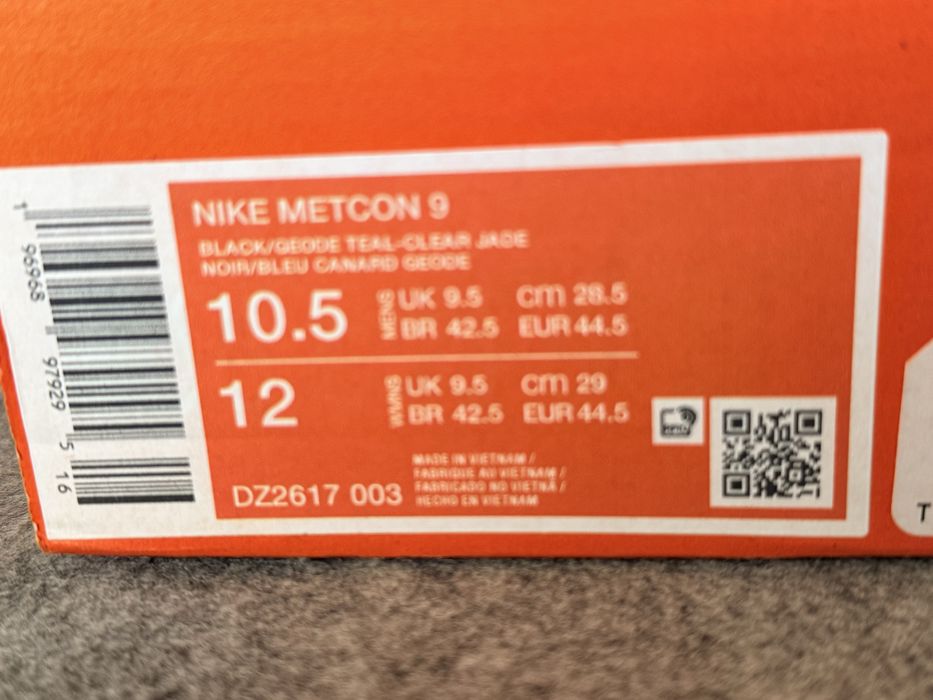 NIKE METCON 9
BLACK/GEODE TEAL-CLEAR JADE
NOIR/BLEU CANARD GEODE
10.5 MENS UK 9.5 CM 28.5
BR 42.5 EUR 44.5
12 WMNS UK 9.5 CM 29
BR 42.5 EUR 44.5
DZ2617 003
MADE IN VIETNAM /
FABRIQUE AU VIETNAM /
FABRICADO NO VIETNÃ /
HECHO EN VIETNAM
1 96968 97929 5 16
T